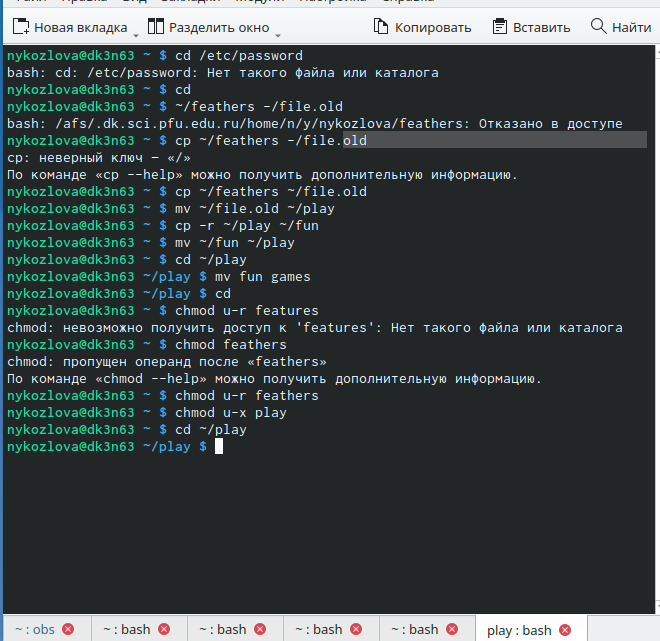 Новая вкладка Разделить окно Копировать Вставить Найти
nykozlova@dk3n63 ~ $ cd /etc/password
bash: cd: /etc/password: Нет такого файла или каталога
nykozlova@dk3n63 ~ $ cd
nykozlova@dk3n63 ~ $ ~/feathers -/file.old
bash: /afs/.dk.sci.pfu.edu.ru/home/n/y/nykozlova/feathers: Отказано в доступе
nykozlova@dk3n63 ~ $ cp ~/feathers -/file.old
cp: неверный ключ — «/»
По команде «cp --help» можно получить дополнительную информацию.
nykozlova@dk3n63 ~ $ cp ~/feathers ~/file.old
nykozlova@dk3n63 ~ $ mv ~/file.old ~/play
nykozlova@dk3n63 ~ $ cp -r ~/play ~/fun
nykozlova@dk3n63 ~ $ mv ~/fun ~/play
nykozlova@dk3n63 ~ $ cd ~/play
nykozlova@dk3n63 ~/play $ mv fun games
nykozlova@dk3n63 ~/play $ cd
nykozlova@dk3n63 ~ $ chmod u-r features
chmod: невозможно получить доступ к 'features': Нет такого файла или каталога
nykozlova@dk3n63 ~ $ chmod feathers
chmod: пропущен операнд после «feathers»
По команде «chmod --help» можно получить дополнительную информацию.
nykozlova@dk3n63 ~ $ chmod u-r feathers
nykozlova@dk3n63 ~ $ chmod u-x play
nykozlova@dk3n63 ~ $ cd ~/play
nykozlova@dk3n63 ~/play $
~ : obs ~ : bash ~ : bash ~ : bash ~ : bash play : bash